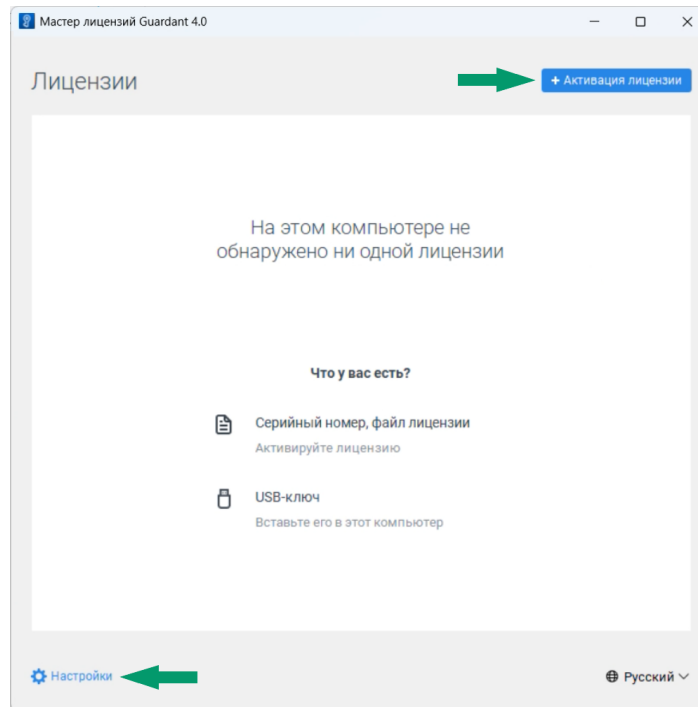 Мастер лицензий Guardant 4.0
Лицензии
+ Активация лицензии
На этом компьютере не
обнаружено ни одной лицензии
Что у вас есть?
Серийный номер, файл лицензии
Активируйте лицензию
USB-ключ
Вставьте его в этот компьютер
Настройки
Русский